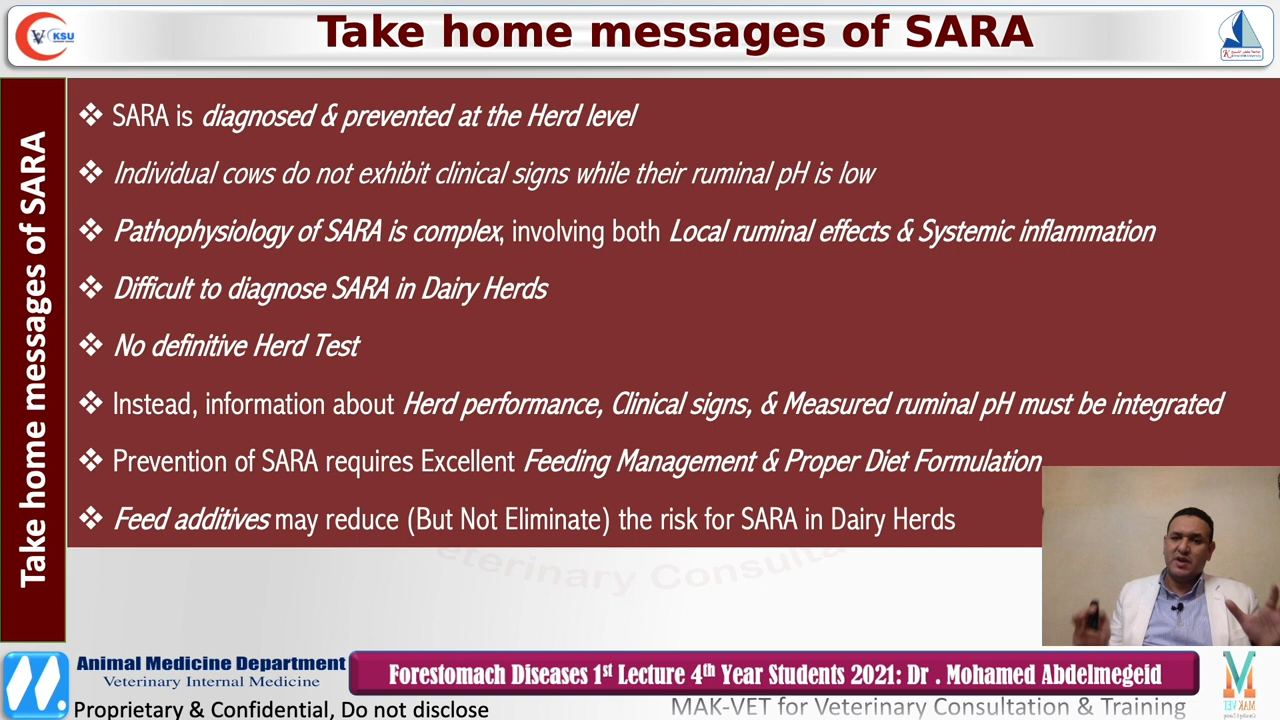 KSU
Take home messages of SARA
Take home messages of SARA
❖ SARA is diagnosed & prevented at the Herd level
❖ Individual cows do not exhibit clinical signs while their ruminal pH is low
❖ Pathophysiology of SARA is complex, involving both Local ruminal effects & Systemic inflammation
❖ Difficult to diagnose SARA in Dairy Herds
❖ No definitive Herd Test
❖ Instead, information about Herd performance, Clinical signs, & Measured ruminal pH must be integrated
❖ Prevention of SARA requires Excellent Feeding Management & Proper Diet Formulation
❖ Feed additives may reduce (But Not Eliminate) the risk for SARA in Dairy Herds
Animal Medicine Department
Veterinary Internal Medicine
Forestomach Diseases 1st Lecture 4th Year Students 2021: Dr . Mohamed Abdelmegeid
Proprietary & Confidential, Do not disclose
MAK-VET for Veterinary Consultation & Training